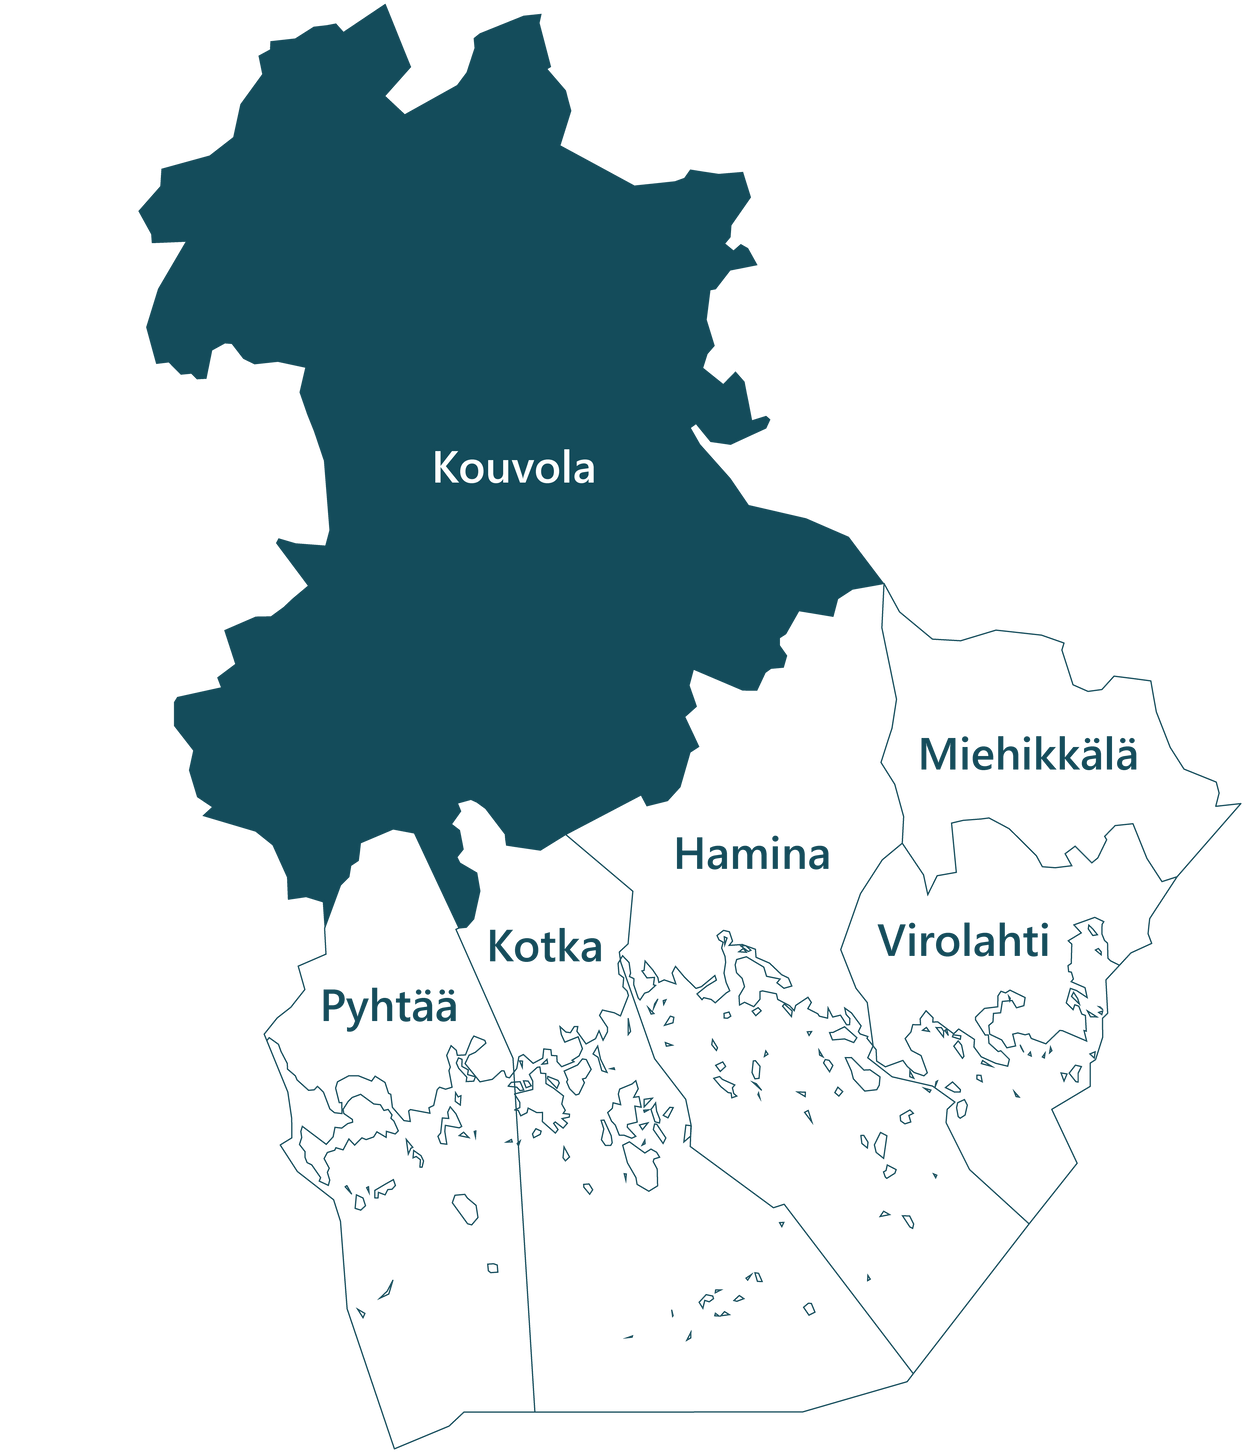 Kouvola
Miehikkälä
Hamina
Virolahti
Kotka
Pyhtää